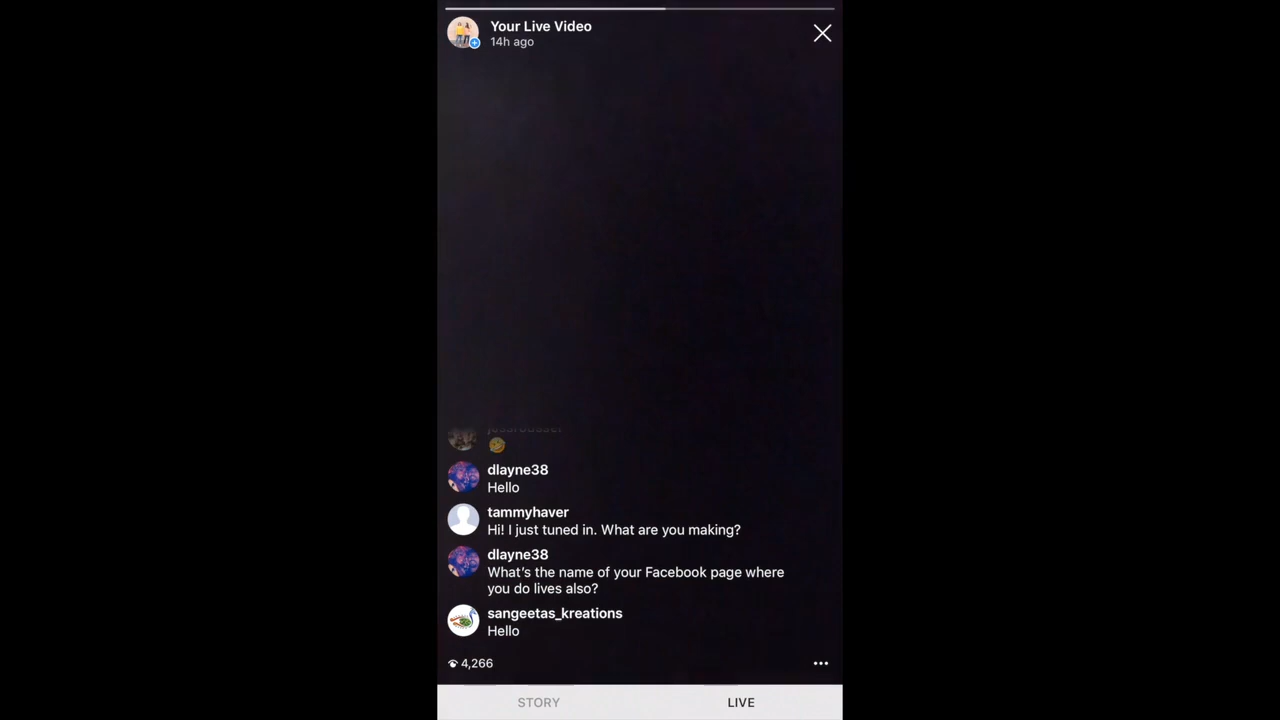 Your Live Video
14h ago
dlayne38
Hello
tammyhaver
Hi! I just tuned in. What are you making?
dlayne38
What's the name of your Facebook page where
you do lives also?
sangeetas_kreations
Hello
4,266
STORY
LIVE